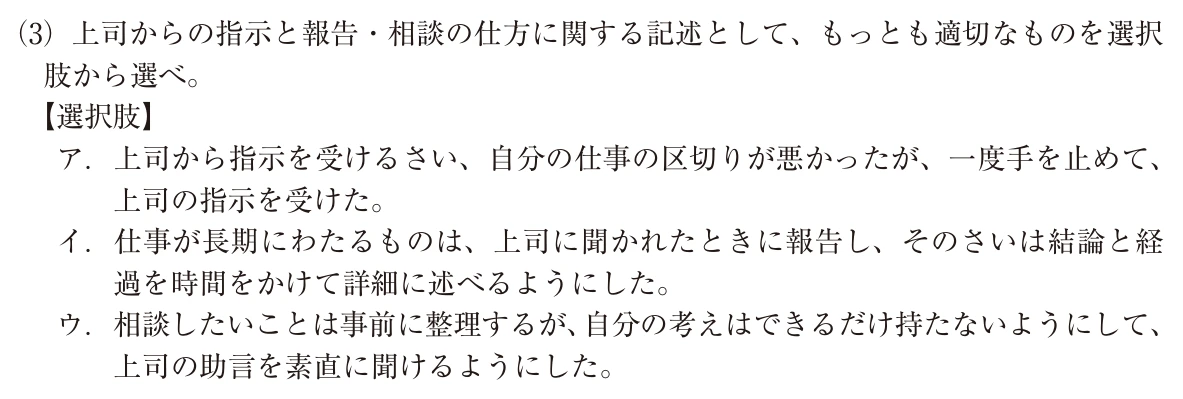 (3) 上司からの指示と報告・相談の仕方に関する記述として、もっとも適切なものを選択
肢から選べ。
【選択肢】
ア．上司から指示を受けるさい、自分の仕事の区切りが悪かったが、一度手を止めて、
上司の指示を受けた。
イ．仕事が長期にわたるものは、上司に聞かれたときに報告し、そのさいは結論と経
過を時間をかけて詳細に述べるようにした。
ウ．相談したいことは事前に整理するが、自分の考えはできるだけ持たないようにして、
上司の助言を素直に聞けるようにした。